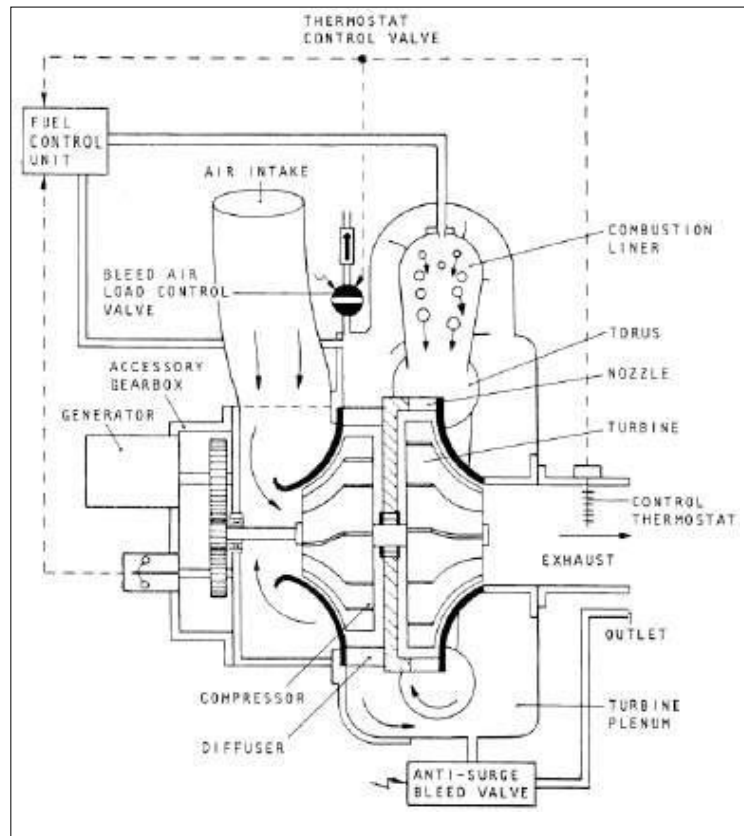 THERMOSTAT
CONTROL VALVE
FUEL
CONTROL
UNIT
AIR INTAKE
COMBUSTION
LINER
BLEED AIR
LOAD CONTROL
VALVE
TORUS
ACCESSORY
GEARBOX
NOZZLE
GENERATOR
TURBINE
CONTROL
THERMOSTAT
EXHAUST
OUTLET
COMPRESSOR
TURBINE
PLENUM
DIFFUSER
ANTI-SURGE
BLEED VALVE